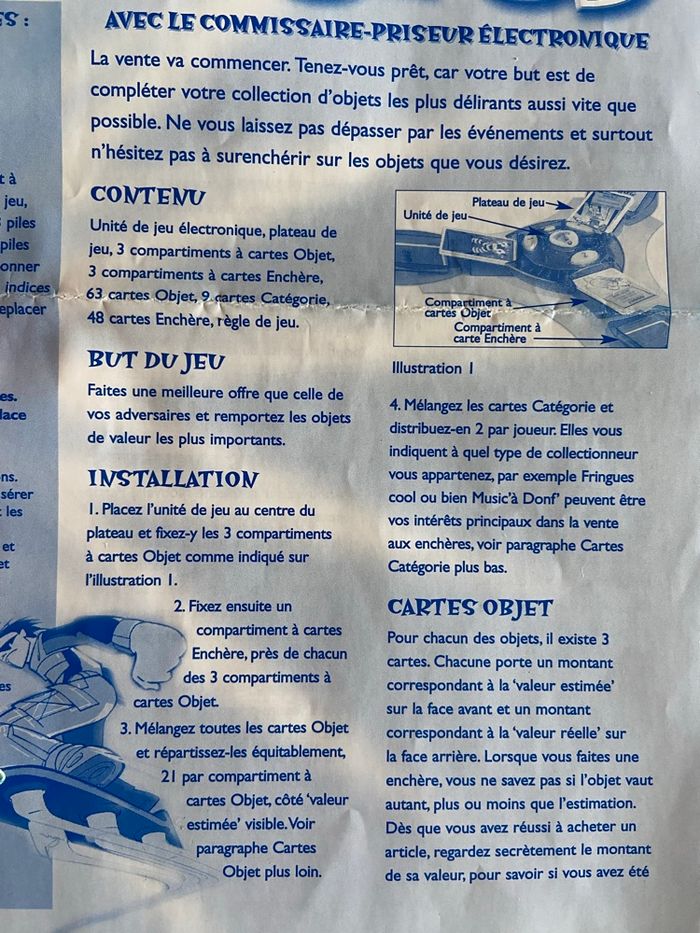 ES :
AVEC LE COMMISSAIRE-PRISEUR ÉLECTRONIQUE
La vente va commencer. Tenez-vous prêt, car votre but est de
compléter votre collection d'objets les plus délirants aussi vite que
possible. Ne vous laissez pas dépasser par les événements et surtout
n'hésitez pas à surenchérir sur les objets que vous désirez.
t à
jeu,
piles
piles
onner
indices
eplacer
es.
lace
ns.
sérer
les
et
et
es
CONTENU
Unité de jeu électronique, plateau de
jeu, 3 compartiments à cartes Objet,
3 compartiments à cartes Enchère,
63 cartes Objet, 9 cartes Catégorie,
48 cartes Enchère, règle de jeu.
BUT DU JEU
Faites une meilleure offre que celle de
vos adversaires et remportez les objets
de valeur les plus importants.
INSTALLATION
1. Placez l'unité de jeu au centre du
plateau et fixez-y les 3 compartiments
à cartes Objet comme indiqué sur
l'illustration 1.
2. Fixez ensuite un
compartiment à cartes
Enchère, près de chacun
des 3 compartiments à
cartes Objet.
3. Mélangez toutes les cartes Objet
et répartissez-les équitablement,
21 par compartiment à
cartes Objet, côté 'valeur
estimée' visible. Voir
paragraphe Cartes
Objet plus loin.
Plateau de jeu
Unité de jeu
Compartiment à
cartes Objet
Compartiment à
carte Enchère
Illustration 1
4. Mélangez les cartes Catégorie et
distribuez-en 2 par joueur. Elles vous
indiquent à quel type de collectionneur
vous appartenez, par exemple Fringues
cool ou bien Music'à Donf' peuvent être
vos intérêts principaux dans la vente
aux enchères, voir paragraphe Cartes
Catégorie plus bas.
CARTES OBJET
Pour chacun des objets, il existe 3
cartes. Chacune porte un montant
correspondant à la 'valeur estimée'
sur la face avant et un montant
correspondant à la 'valeur réelle' sur
la face arrière. Lorsque vous faites une
enchère, vous ne savez pas si l'objet vaut
autant, plus ou moins que l'estimation.
Dès que vous avez réussi à acheter un
article, regardez secrètement le montant
de sa valeur, pour savoir si vous avez été